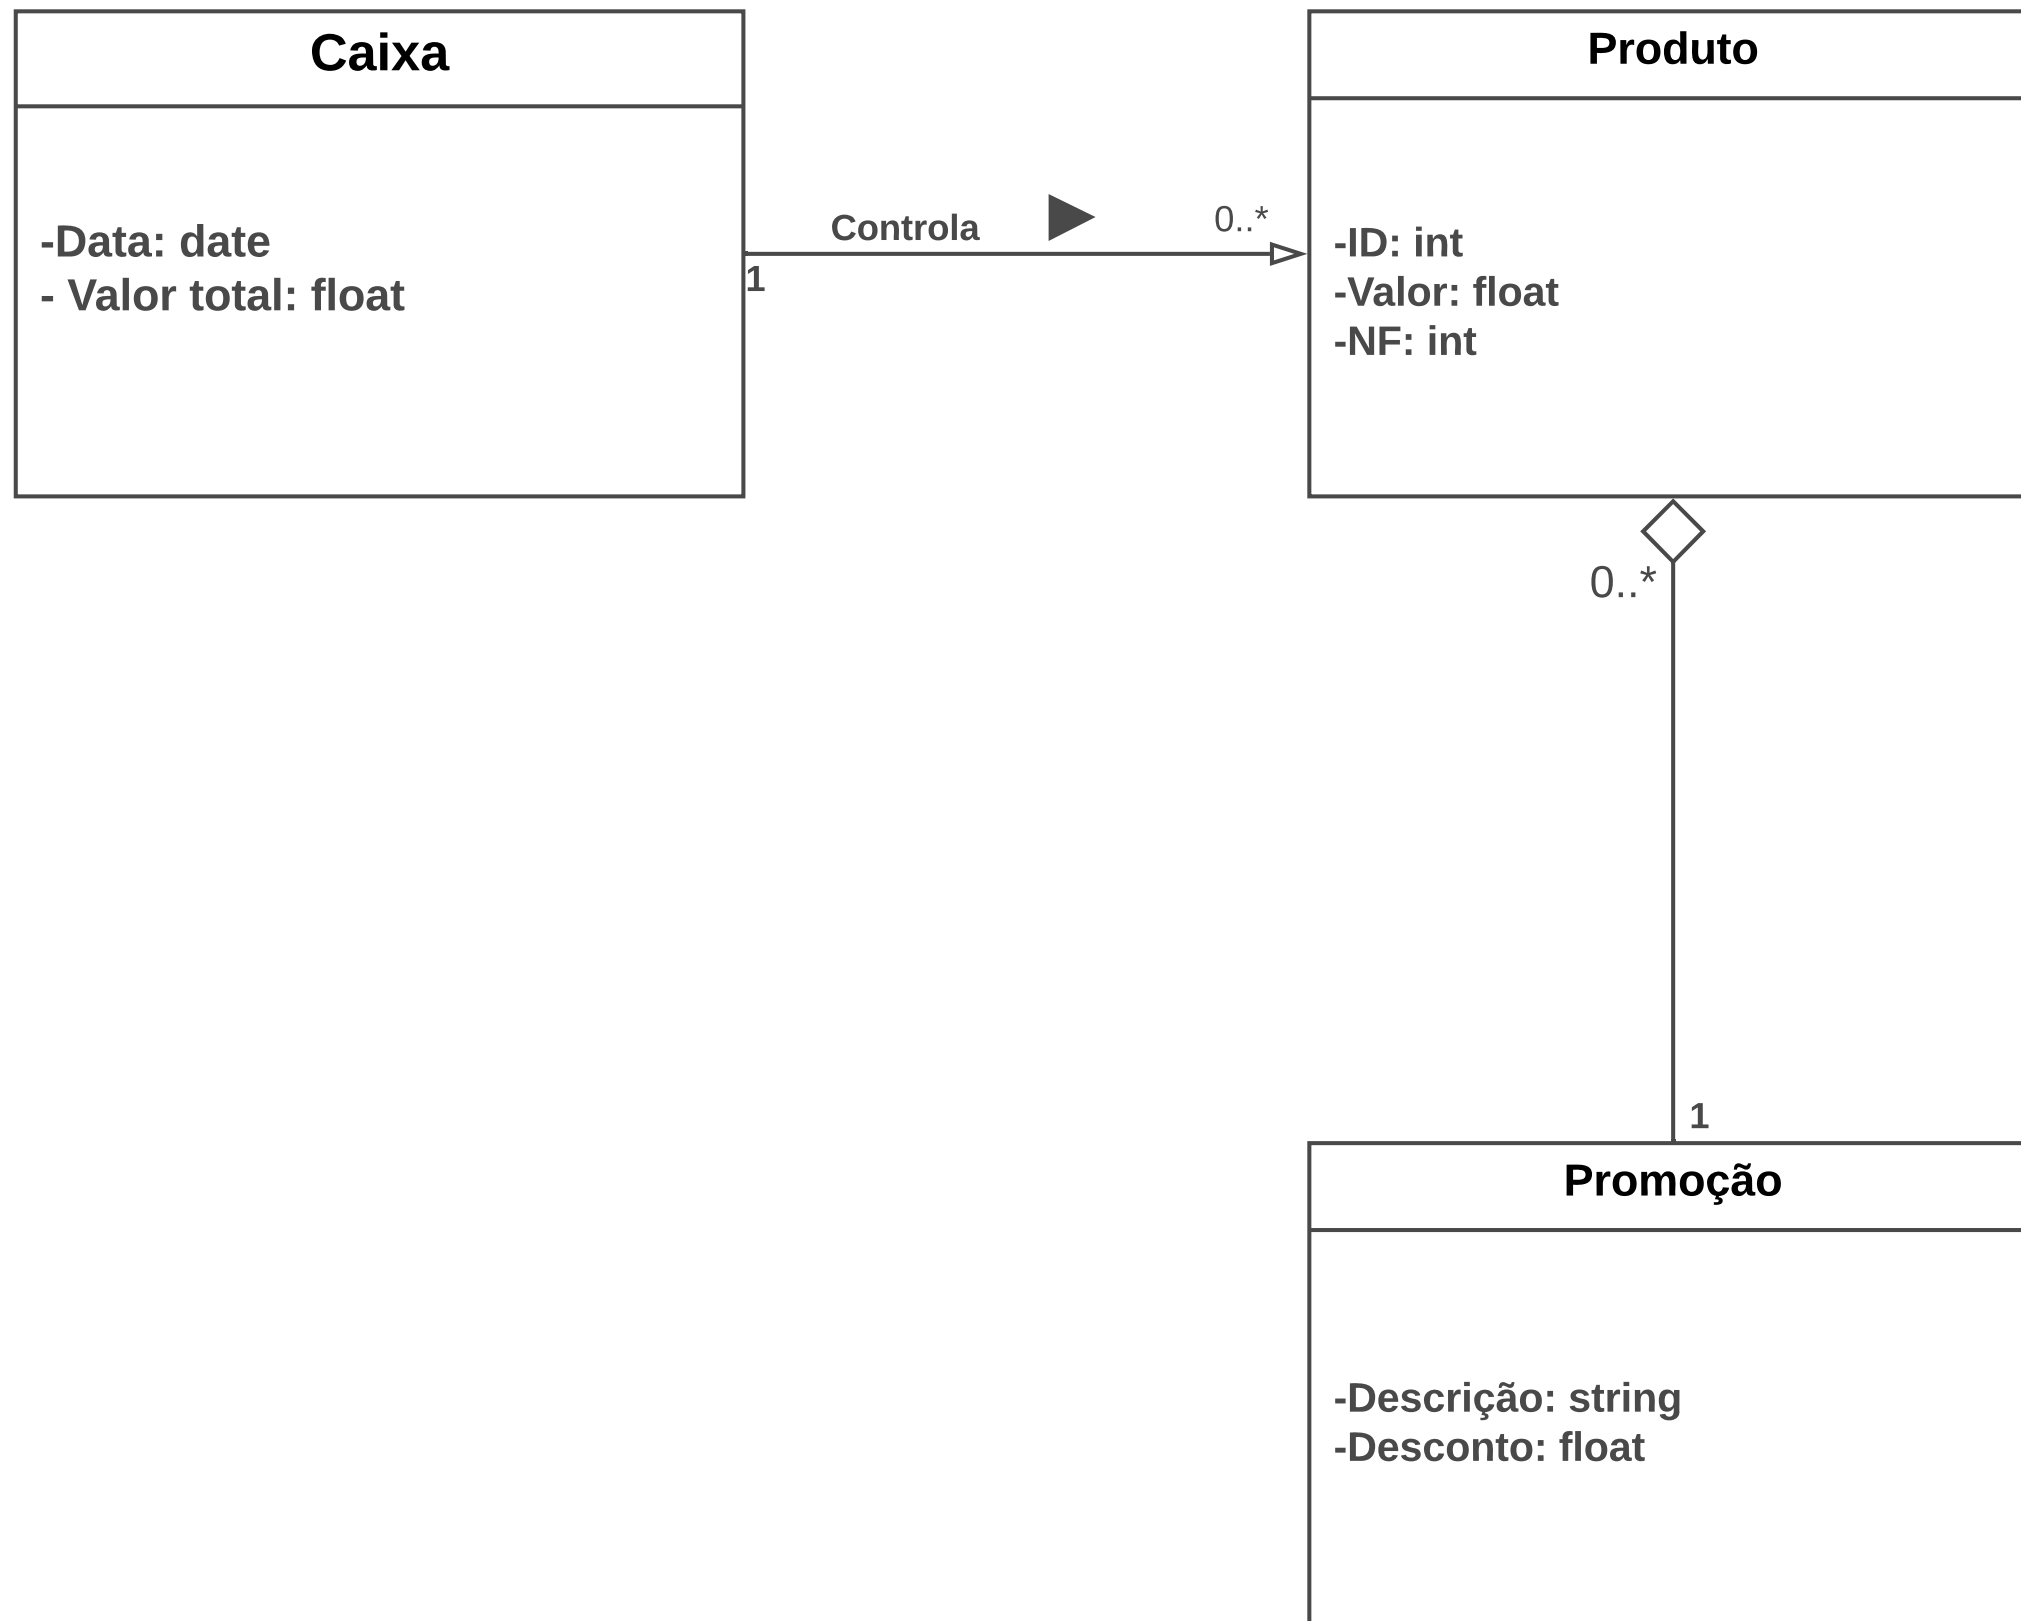 Caixa
-Data: date
- Valor total: float
Controla
0..*
1
Produto
-ID: int
-Valor: float
-NF: int
0..*
1
Promoção
-Descrição: string
-Desconto: float